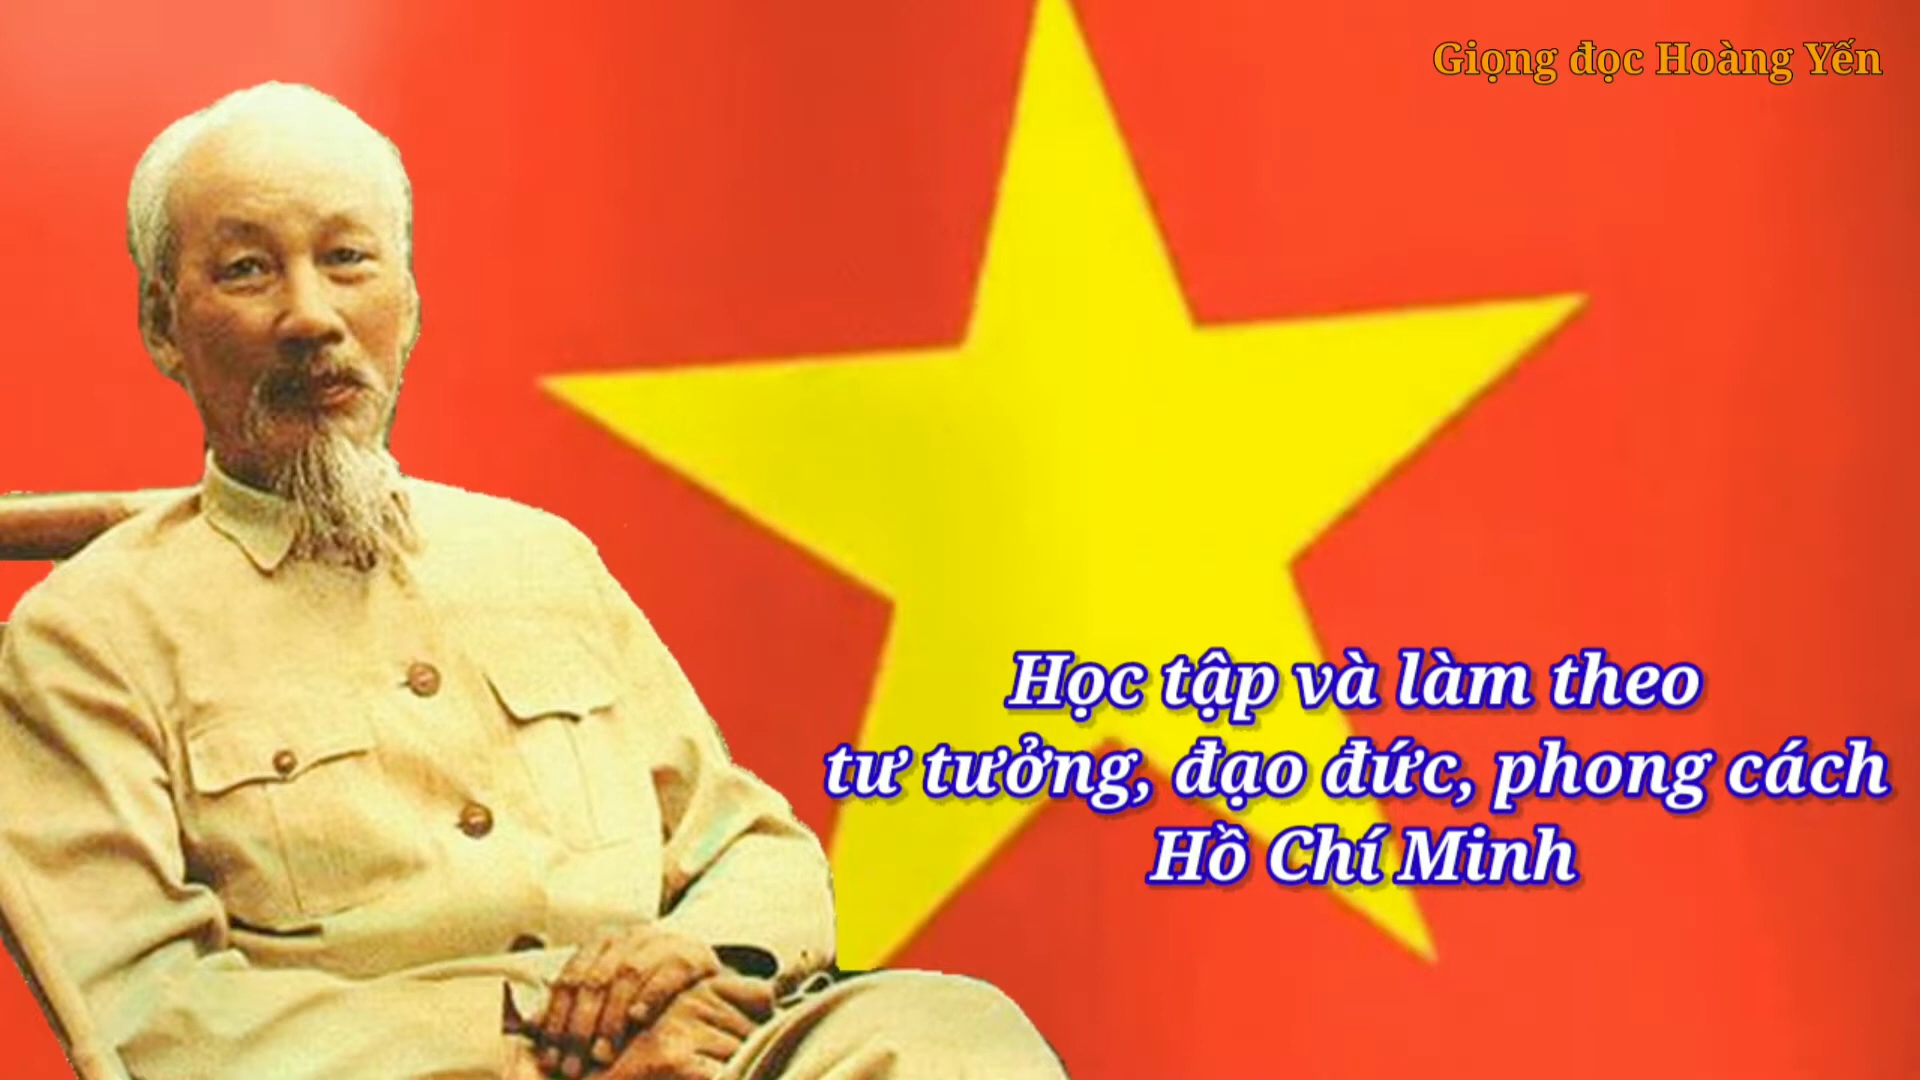 Giọng đọc Hoàng Yến
Học tập và làm theo
tư tưởng, đạo đức, phong cách
Hồ Chí Minh